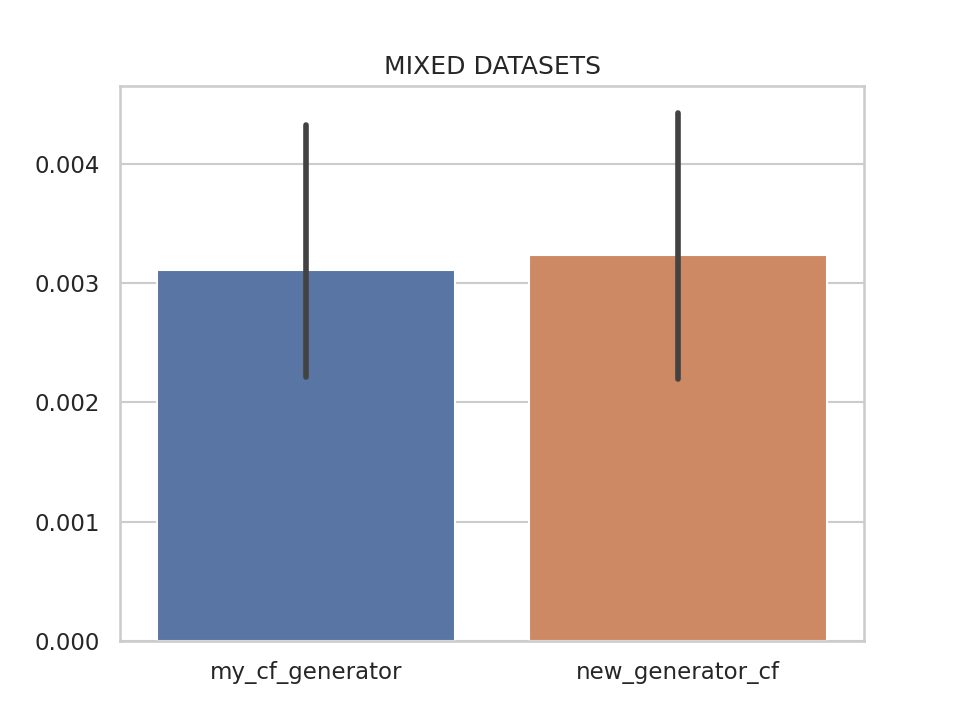 MIXED DATASETS
0.004
0.003
0.002
0.001
0.000
my_cf_generator
new_generator_cf